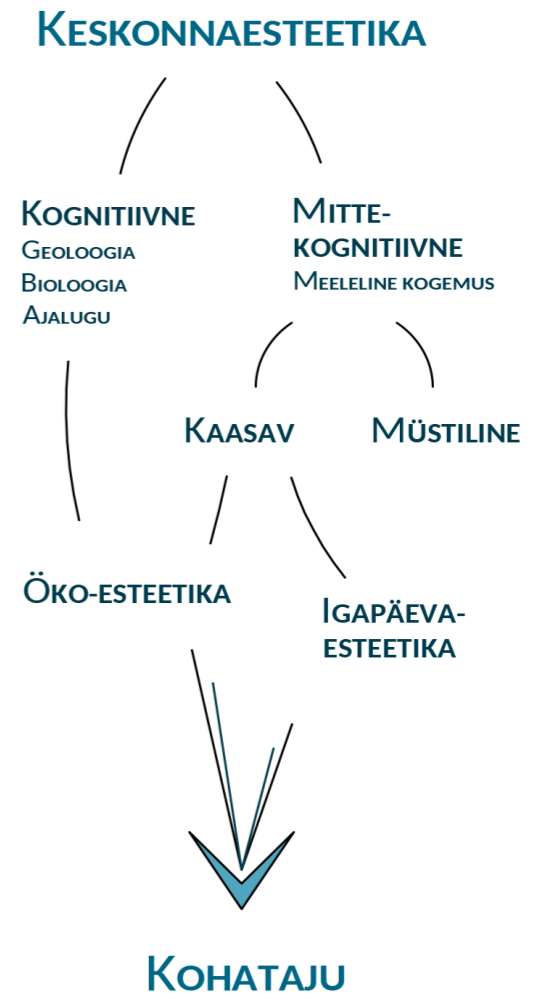 KESKONNAESTEETIKA
KOGNITIIVNE
GEOLOOGIA
BIOLOOGIA
AJALUGU
MITTE-
KOGNITIIVNE
MEELELINE KOGEMUS
KAASAV
MÜSTILINE
ÖKO-ESTEETIKA
IGAPÄEVA-
ESTEETIKA
KOHATAJU